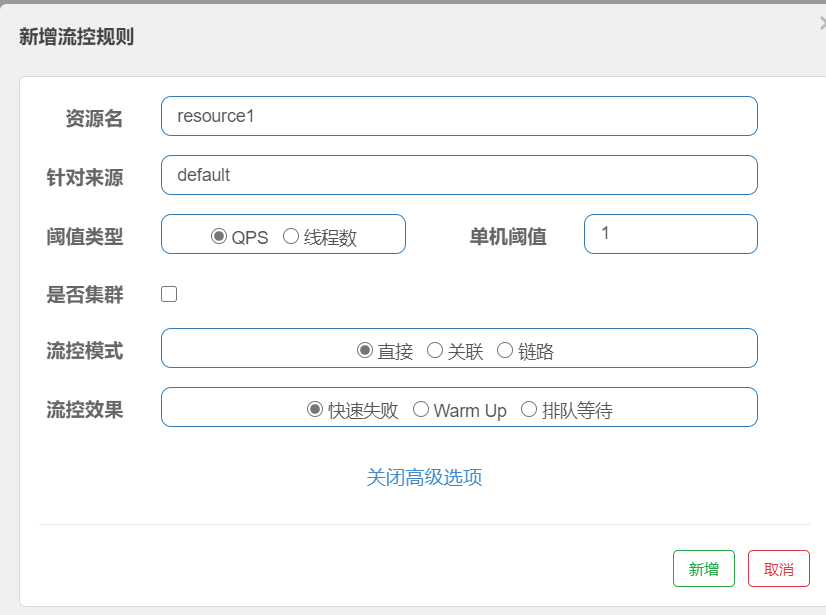 新增流控规则
资源名 resource1
针对来源 default
阈值类型 QPS 线程数 单机阈值 1
是否集群
流控模式 直接 关联 链路
流控效果 快速失败 Warm Up 排队等待
关闭高级选项
新增 取消